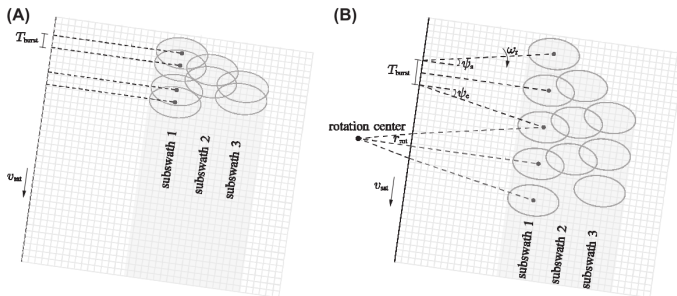 (A)
T_burst
v_sat
subswath 1
subswath 2
subswath 3
(B)
ω_r
ψ_s
T_burst
ψ_e
rotation center
r_rot
v_sat
subswath 1
subswath 2
subswath 3